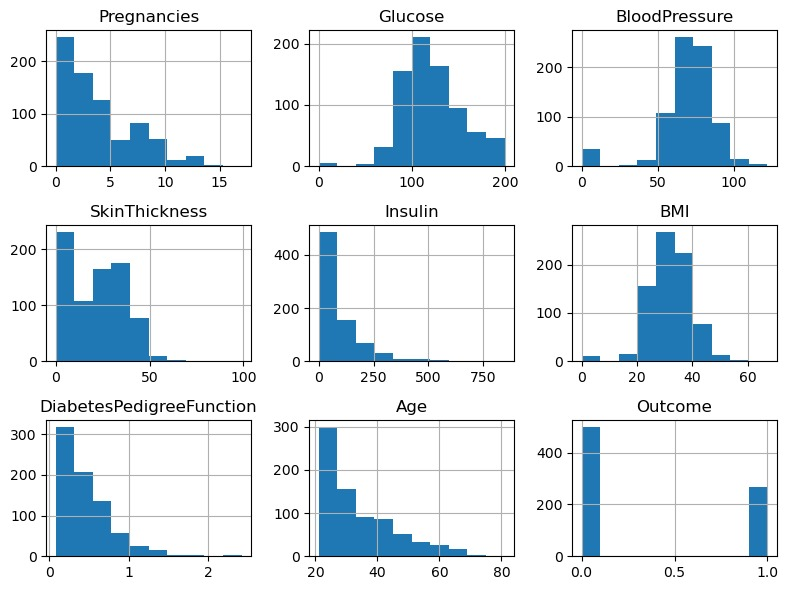 Pregnancies Glucose BloodPressure
200 200 200
100 100 100
0 0 0
0 5 10 15 0 100 200 0 50 100
SkinThickness Insulin BMI
200 400 200
100 200 100
0 0 0
0 50 100 0 250 500 750 0 20 40 60
DiabetesPedigreeFunction Age Outcome
300 300 400
200 200 200
100 100
0 0 0
0 1 2 20 40 60 80 0.0 0.5 1.0